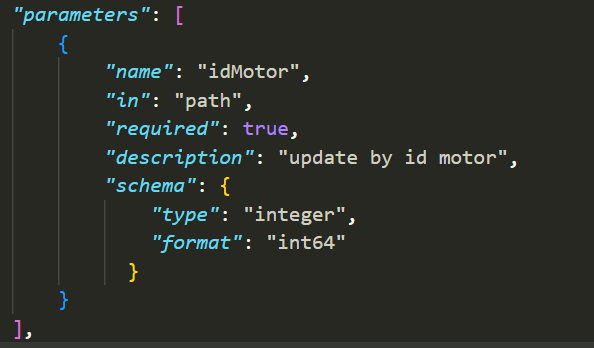 "parameters": [
{
"name": "idMotor",
"in": "path",
"required": true,
"description": "update by id motor",
"schema": {
"type": "integer",
"format": "int64"
}
}
],